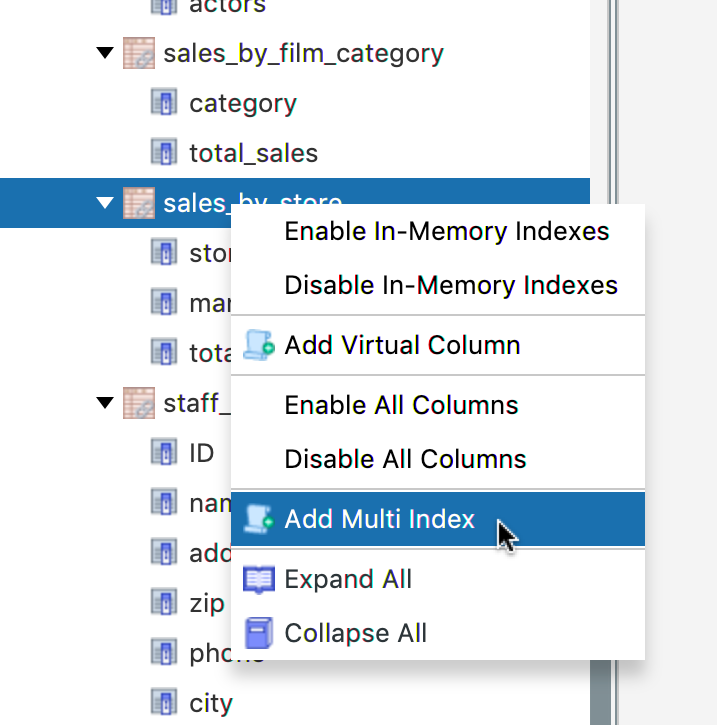 actors
sales_by_film_category
category
total_sales
sales_by_store
Enable In-Memory Indexes
Disable In-Memory Indexes
Add Virtual Column
Enable All Columns
staff_
Disable All Columns
ID
Add Multi Index
Expand All
zip
Collapse All
city